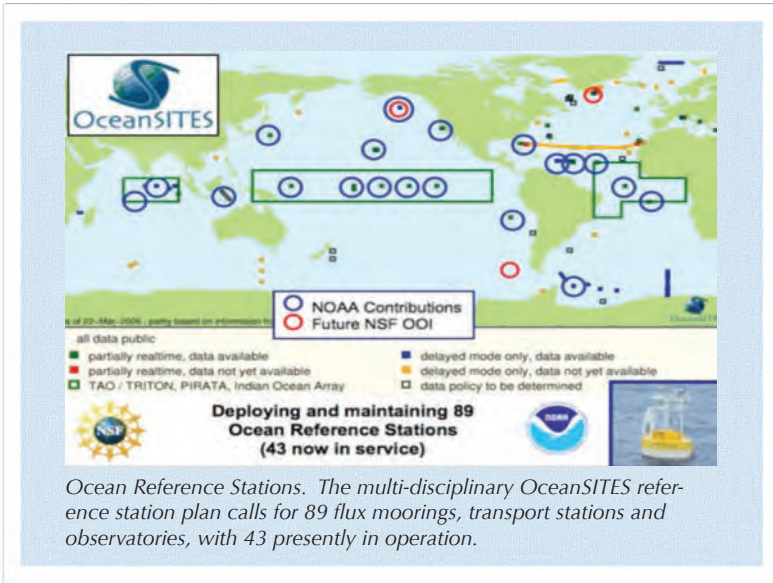 OceanSITES
NOAA Contributions
Future NSF OOI
all data public
partially realtime, data available
partially realtime, data not yet available
TAO / TRITON, PIRATA, Indian Ocean Array
delayed mode only, data available
delayed mode only, data not yet available
data policy to be determined
NSF
Deploying and maintaining 89
Ocean Reference Stations
(43 now in service)
NOAA
Ocean Reference Stations. The multi-disciplinary OceanSITES refer-
ence station plan calls for 89 flux moorings, transport stations and
observatories, with 43 presently in operation.